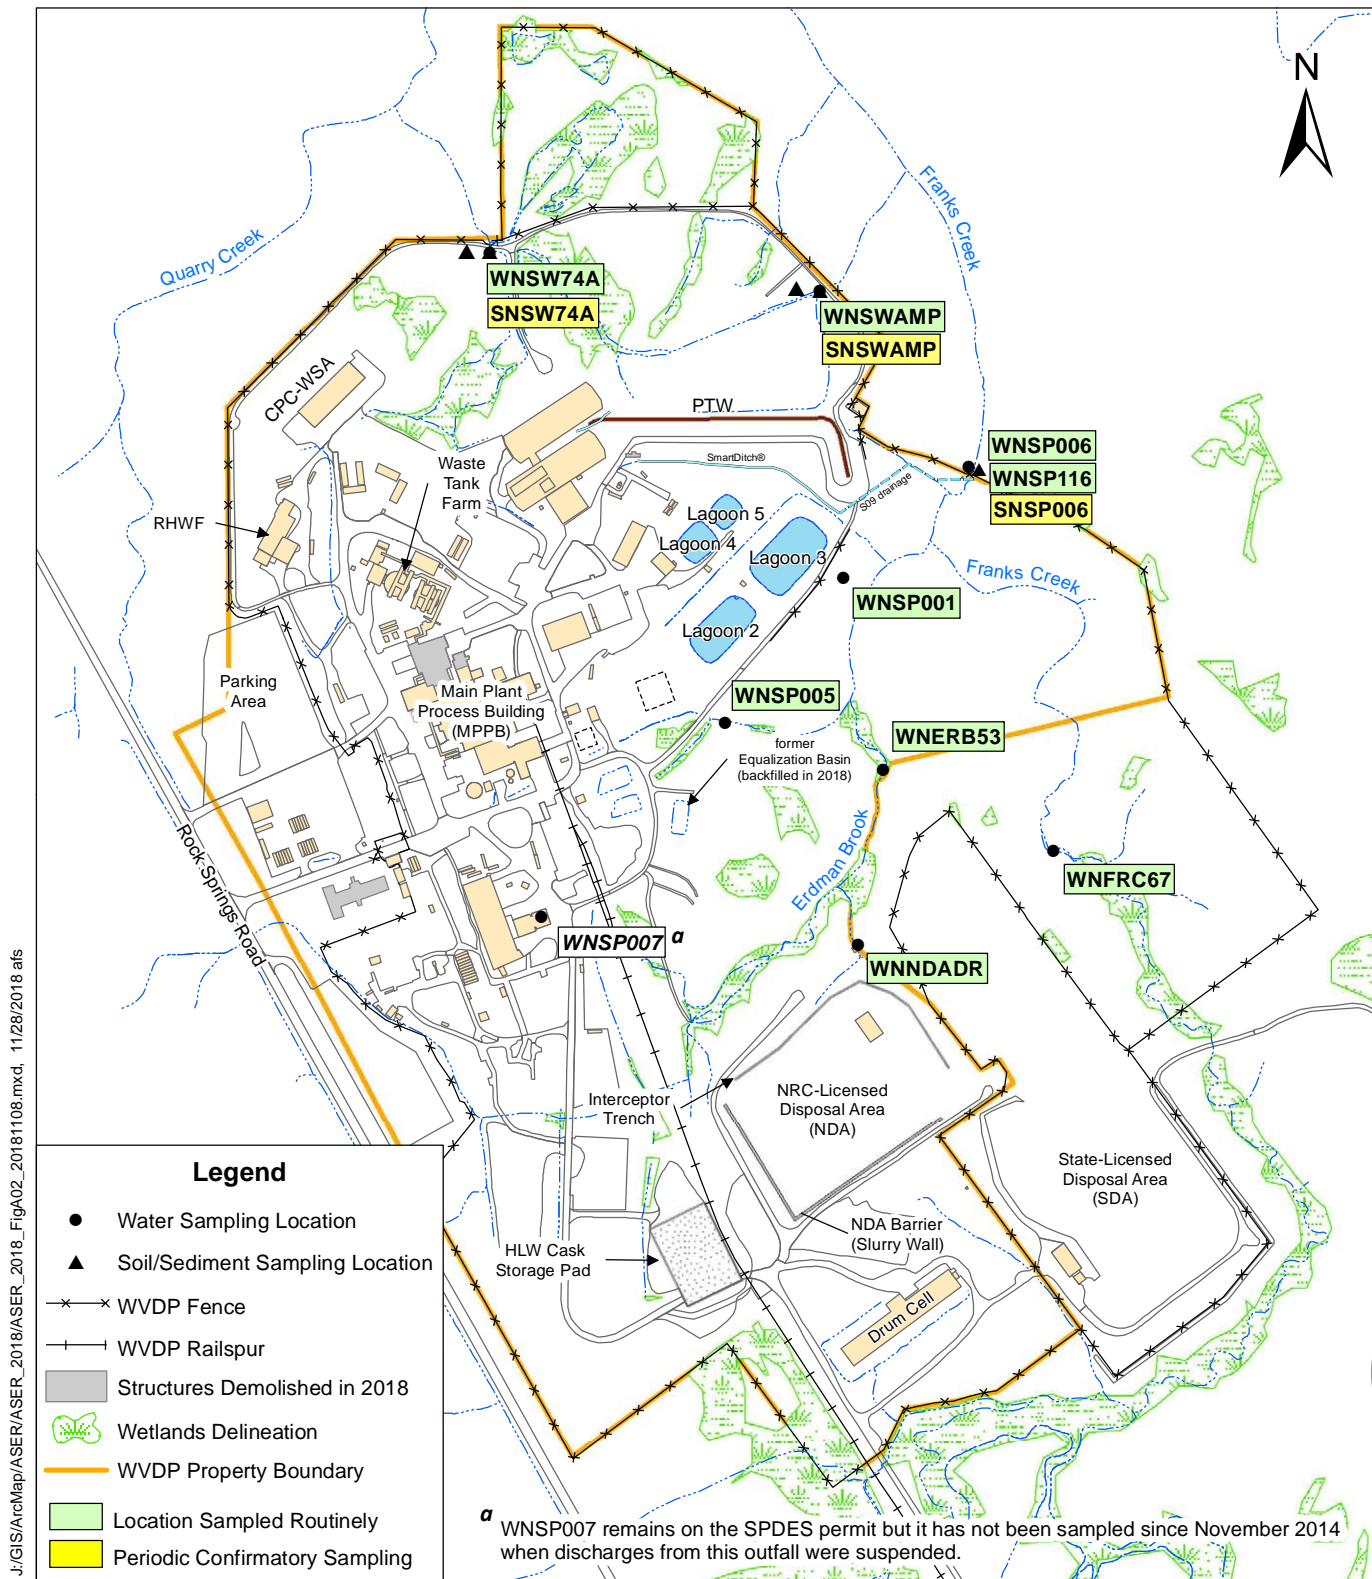 N
Quarry Creek
Franks Creek
WNSW74A
SNSW74A
WNSWAMP
SNSWAMP
CPC-WSA
PTW
Waste
Tank
Farm
SmartDitch®
S09 drainage
WNSP006
WNSP116
SNSP006
RHWF
Lagoon 5
Lagoon 4
Lagoon 3
Franks Creek
WNSP001
Lagoon 2
Parking
Area
Main Plant
Process Building
(MPPB)
WNSP005
WNERB53
former
Equalization Basin
(backfilled in 2018)
Rock Springs Road
Erdman Brook
WNFRC67
WNSP007 a
WNNDADR
Interceptor
Trench
NRC-Licensed
Disposal Area
(NDA)
State-Licensed
Disposal Area
(SDA)
NDA Barrier
(Slurry Wall)
HLW Cask
Storage Pad
Drum Cell
Legend
Water Sampling Location
Soil/Sediment Sampling Location
WVDP Fence
WVDP Railspur
Structures Demolished in 2018
Wetlands Delineation
WVDP Property Boundary
Location Sampled Routinely
Periodic Confirmatory Sampling
a WNSP007 remains on the SPDES permit but it has not been sampled since November 2014
when discharges from this outfall were suspended.
J:/GIS/ArcMap/ASER/ASER_2018/ASER_2018_FigA02_20181108.mxd, 11/28/2018 afs